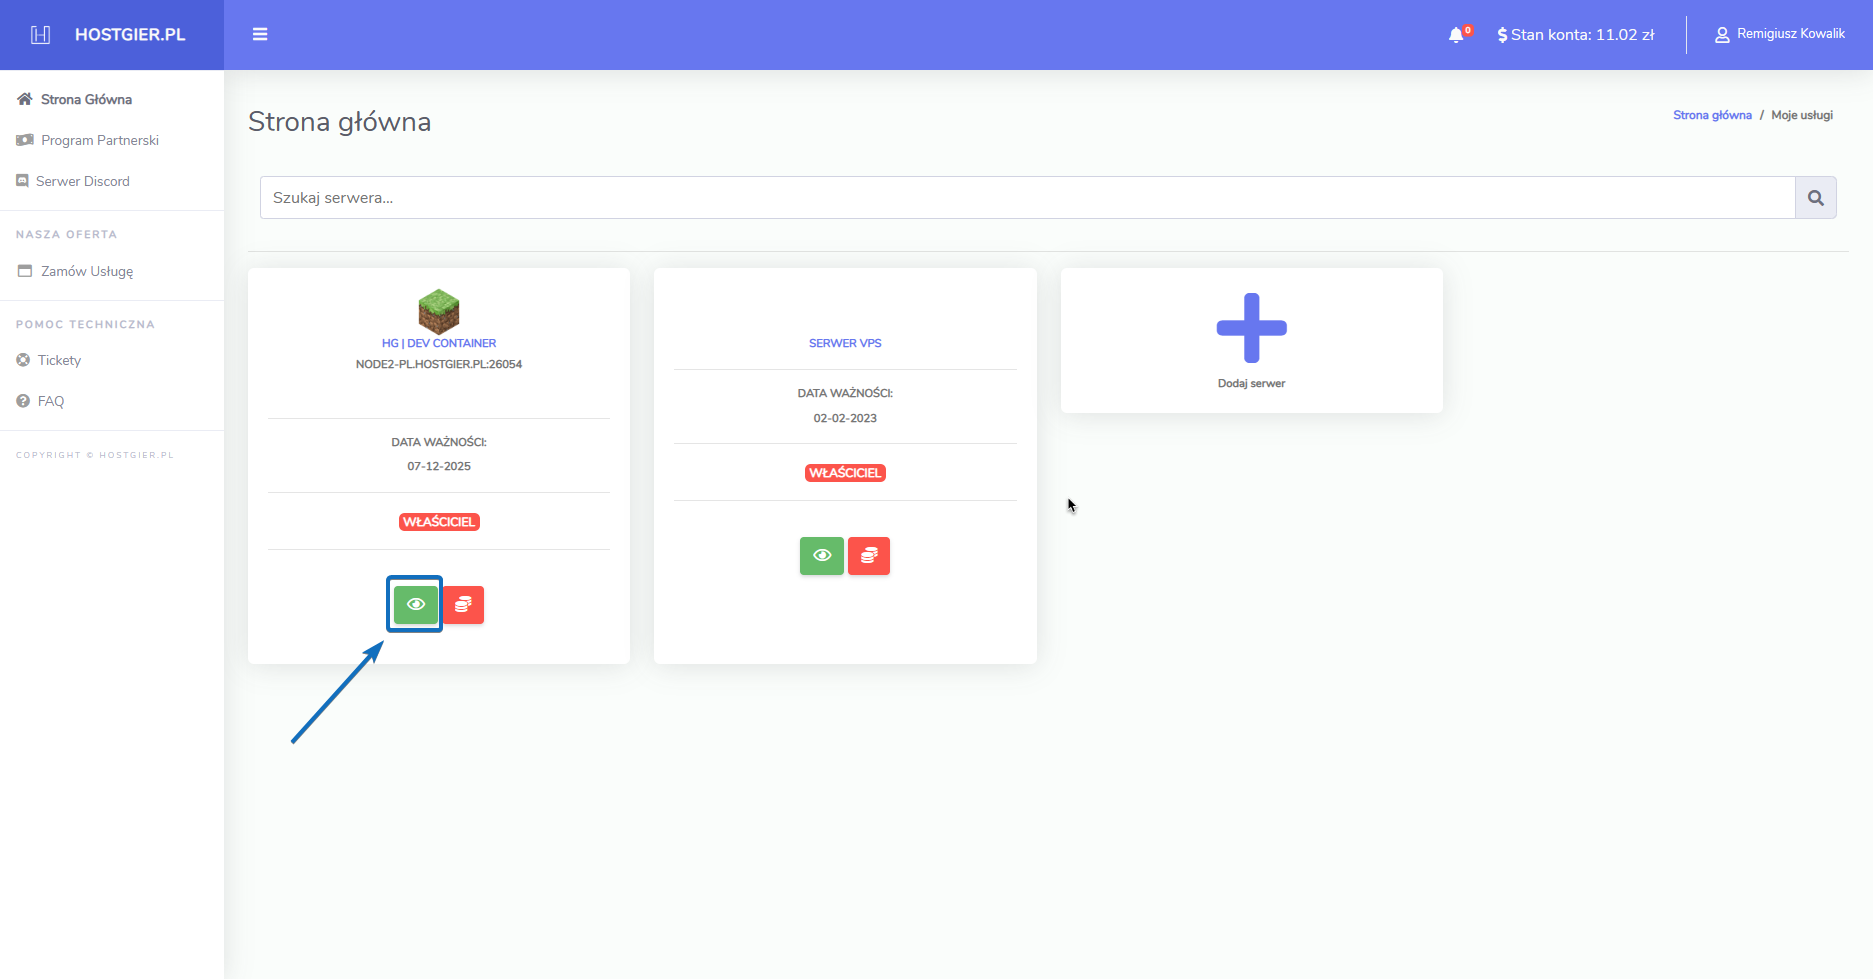 HOSTGIER.PL
0
Stan konta: 11.02 zł
Remigiusz Kowalik
Strona Główna
Program Partnerski
Serwer Discord
NASZA OFERTA
Zamów Usługę
POMOC TECHNICZNA
Tickety
FAQ
COPYRIGHT © HOSTGIER.PL
Strona główna
Strona główna / Moje usługi
Szukaj serwera...
HG | DEV CONTAINER
NODE2-PL.HOSTGIER.PL:26054
DATA WAŻNOŚCI:
07-12-2025
WŁAŚCICIEL
SERWER VPS
DATA WAŻNOŚCI:
02-02-2023
WŁAŚCICIEL
Dodaj serwer